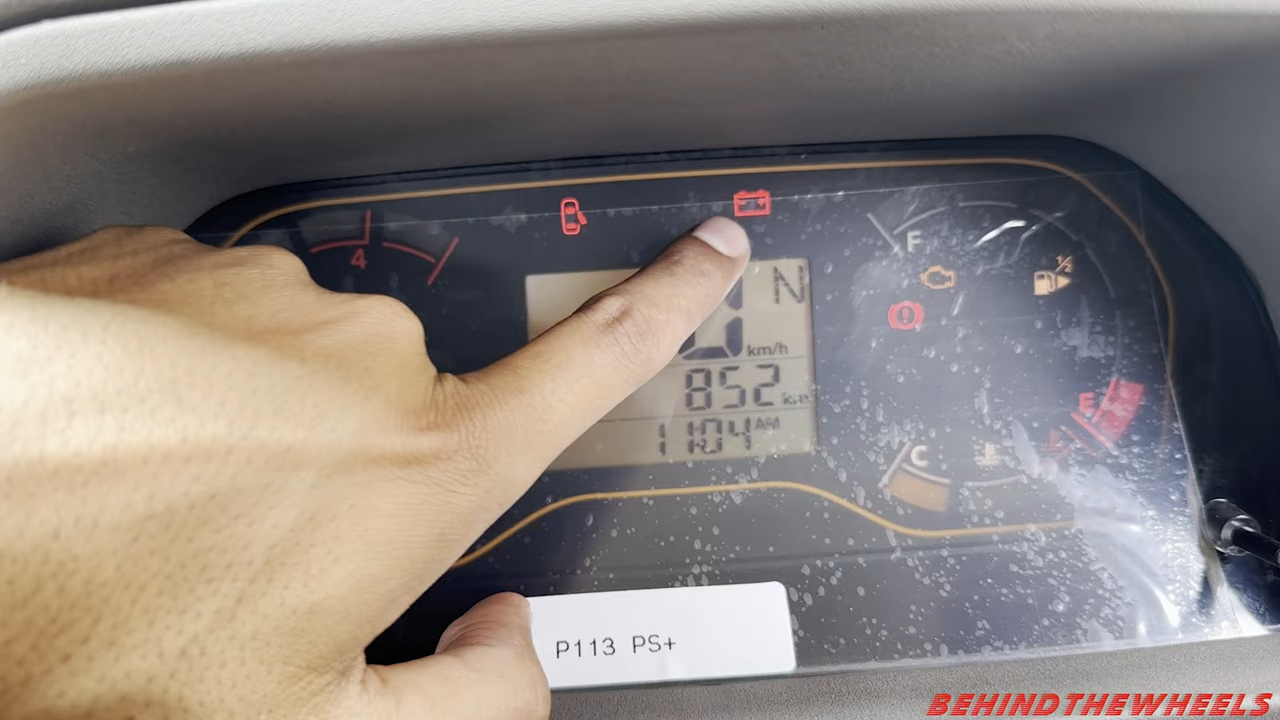 4
N
F
1/2
km/h
852
km
E
11:04 AM
C
P113 PS+
BEHINDTHEWHEELS